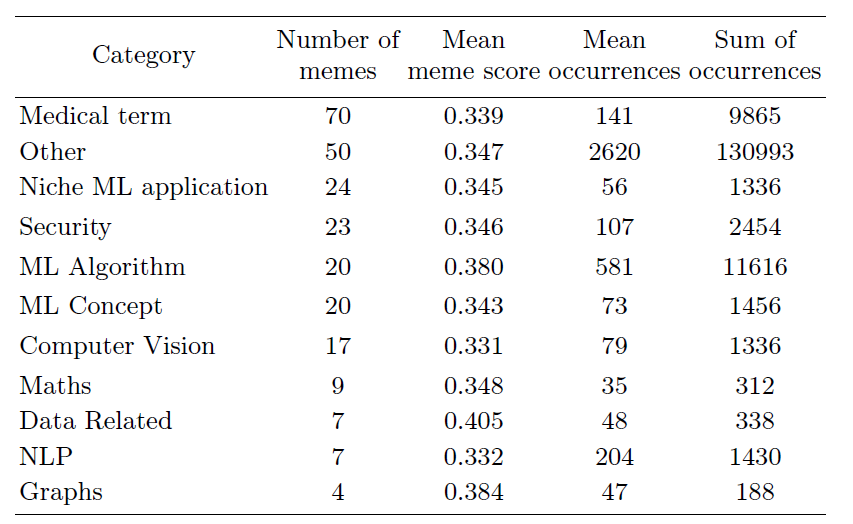 Category Number of memes Mean meme score Mean occurrences Sum of occurrences
Medical term 70 0.339 141 9865
Other 50 0.347 2620 130993
Niche ML application 24 0.345 56 1336
Security 23 0.346 107 2454
ML Algorithm 20 0.380 581 11616
ML Concept 20 0.343 73 1456
Computer Vision 17 0.331 79 1336
Maths 9 0.348 35 312
Data Related 7 0.405 48 338
NLP 7 0.332 204 1430
Graphs 4 0.384 47 188